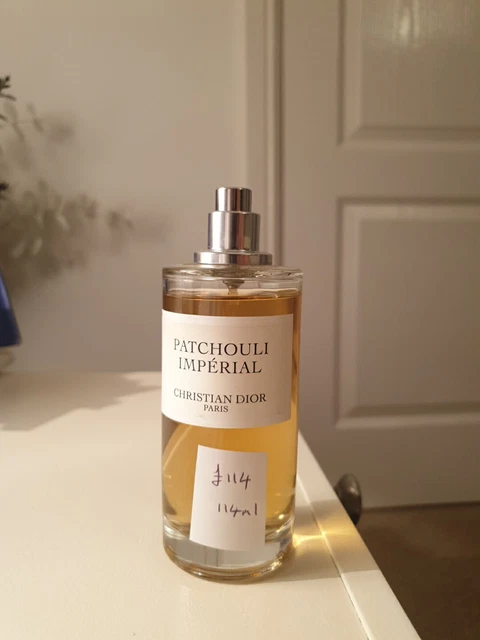 PATCHOULI
IMPÉRIAL
CHRISTIAN DIOR
PARIS
£114
114ml